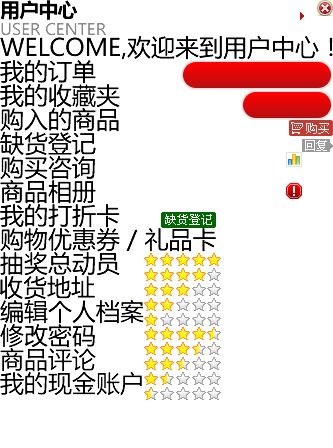 用户中心
USER CENTER
WELCOME,欢迎来到用户中心！
我的订单
我的收藏夹
购入的商品
购买
缺货登记
回复
购买咨询
商品相册
我的打折卡
缺货登记
购物优惠券 / 礼品卡
抽奖总动员
收货地址
编辑个人档案
修改密码
商品评论
我的现金账户